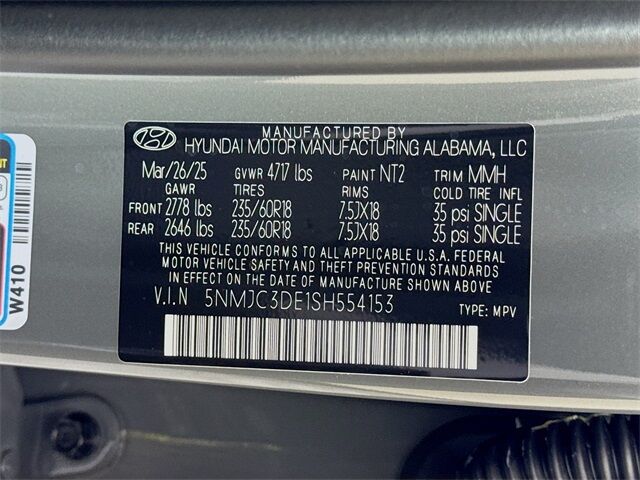 MANUFACTURED BY
HYUNDAI MOTOR MANUFACTURING ALABAMA, LLC
Mar/26/25 GVWR 4717 lbs PAINT NT2 TRIM MMH
GAWR TIRES RIMS COLD TIRE INFL
FRONT 2778 lbs 235/60R18 7.5JX18 35 psi SINGLE
REAR 2646 lbs 235/60R18 7.5JX18 35 psi SINGLE
THIS VEHICLE CONFORMS TO ALL APPLICABLE U.S.A. FEDERAL
MOTOR VEHICLE SAFETY, BUMPER, AND THEFT PREVENTION
STANDARDS IN EFFECT ON THE DATE OF MANUFACTURE SHOWN ABOVE
V.I.N 5NMJC3DE1SH554153 TYPE: MPV
W410